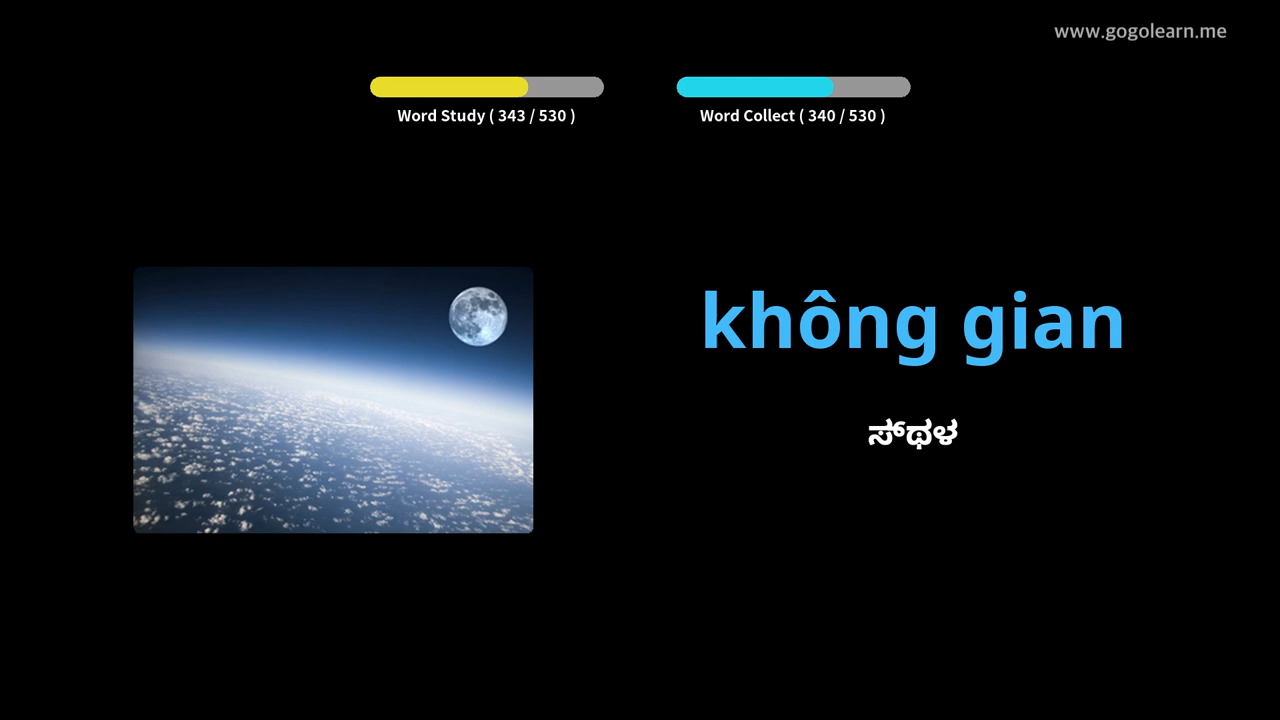 www.gogolearn.me
Word Study ( 343 / 530 )
Word Collect ( 340 / 530 )
không gian
ಸ್ಥಳ